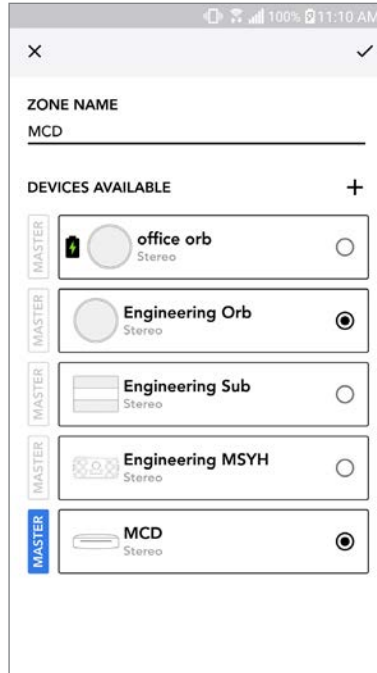 100% 11:10 AM
ZONE NAME
MCD
DEVICES AVAILABLE
MASTER
office orb
Stereo
MASTER
Engineering Orb
Stereo
MASTER
Engineering Sub
Stereo
MASTER
Engineering MSYH
Stereo
MASTER
MCD
Stereo